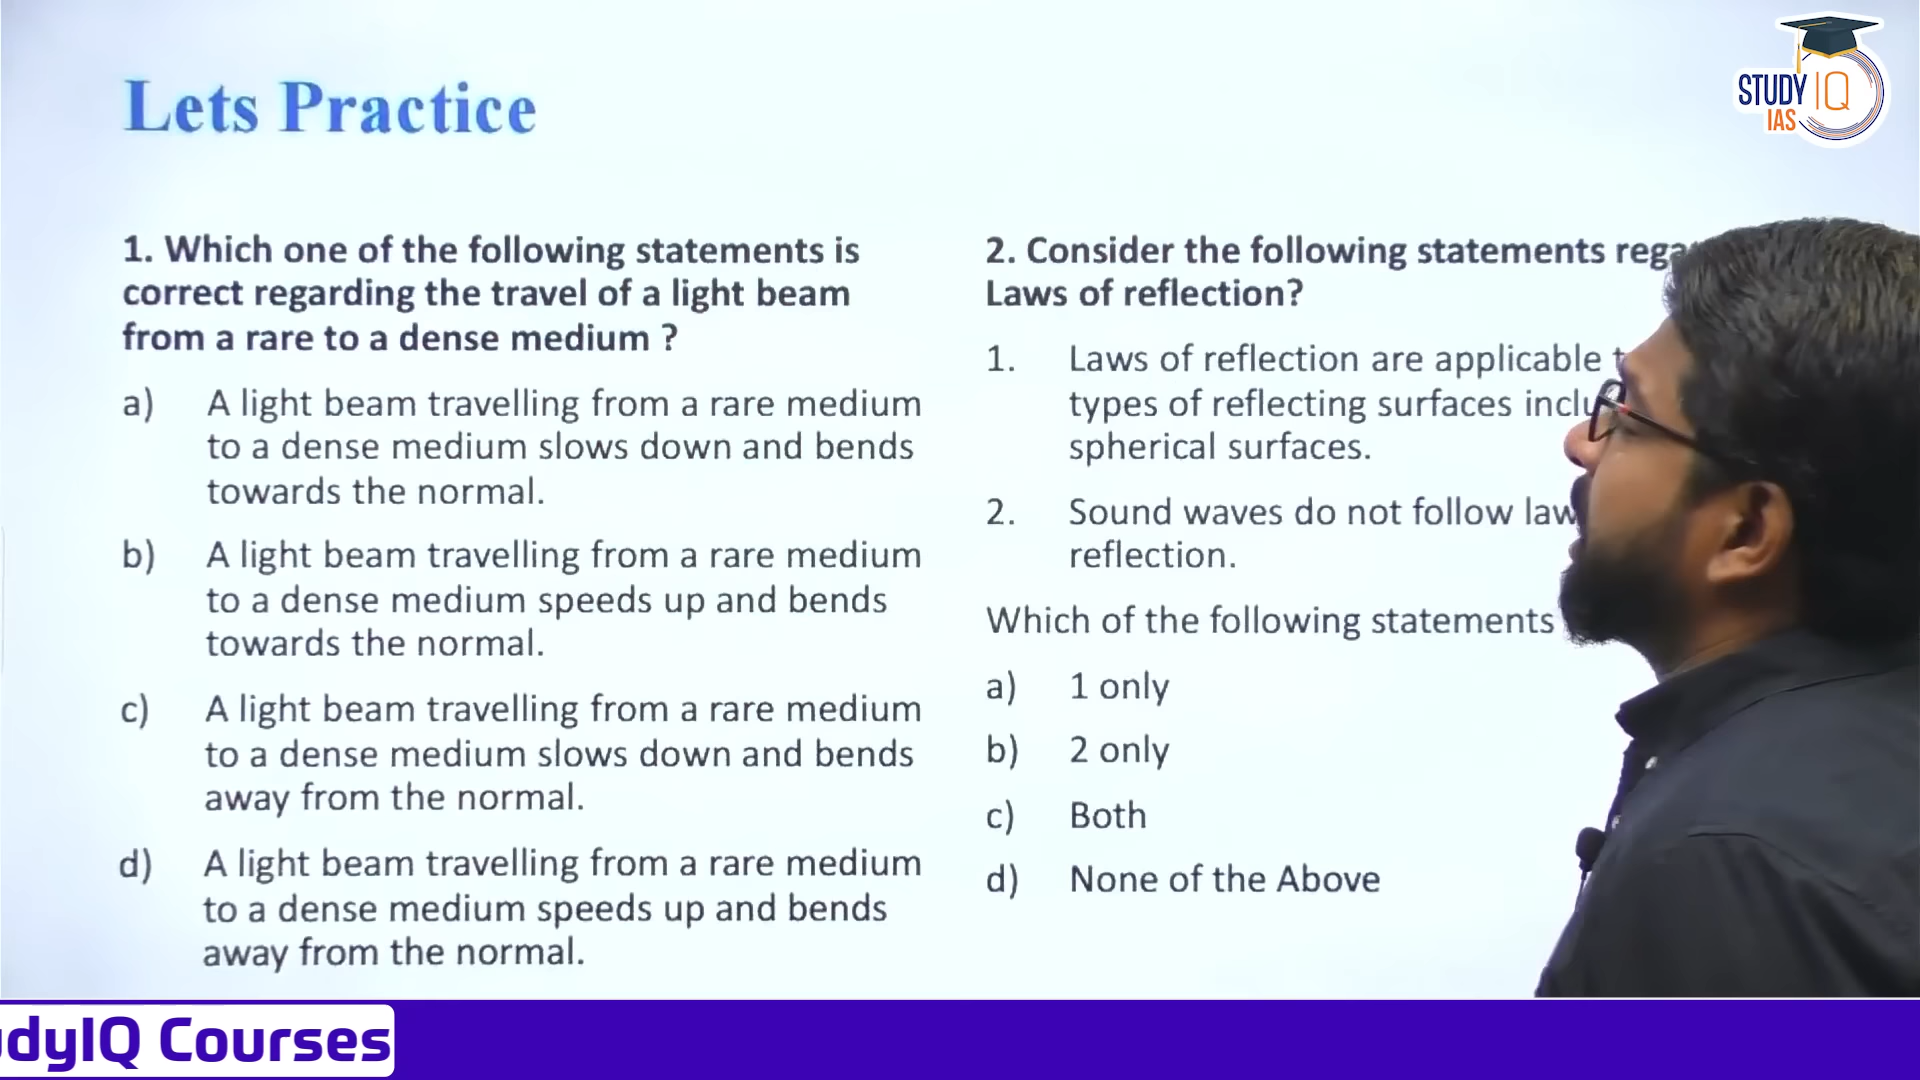 STUDY IQ
IAS
Lets Practice
1. Which one of the following statements is
correct regarding the travel of a light beam
from a rare to a dense medium ?
a) A light beam travelling from a rare medium
to a dense medium slows down and bends
towards the normal.
b) A light beam travelling from a rare medium
to a dense medium speeds up and bends
towards the normal.
c) A light beam travelling from a rare medium
to a dense medium slows down and bends
away from the normal.
d) A light beam travelling from a rare medium
to a dense medium speeds up and bends
away from the normal.
2. Consider the following statements
Laws of reflection?
1. Laws of reflection are applicable
types of reflecting surfaces
spherical surfaces.
2. Sound waves do not follow
reflection.
Which of the following statements
a) 1 only
b) 2 only
c) Both
d) None of the Above
udyIQ Courses